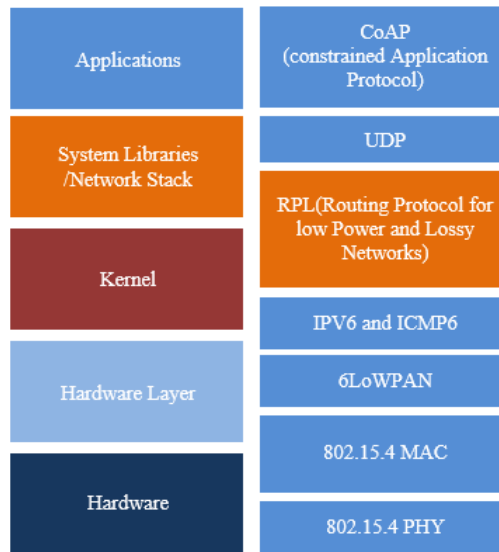 Applications
System Libraries
/Network Stack
Kernel
Hardware Layer
Hardware
CoAP
(constrained Application
Protocol)
UDP
RPL(Routing Protocol for
low Power and Lossy
Networks)
IPV6 and ICMP6
6LoWPAN
802.15.4 MAC
802.15.4 PHY